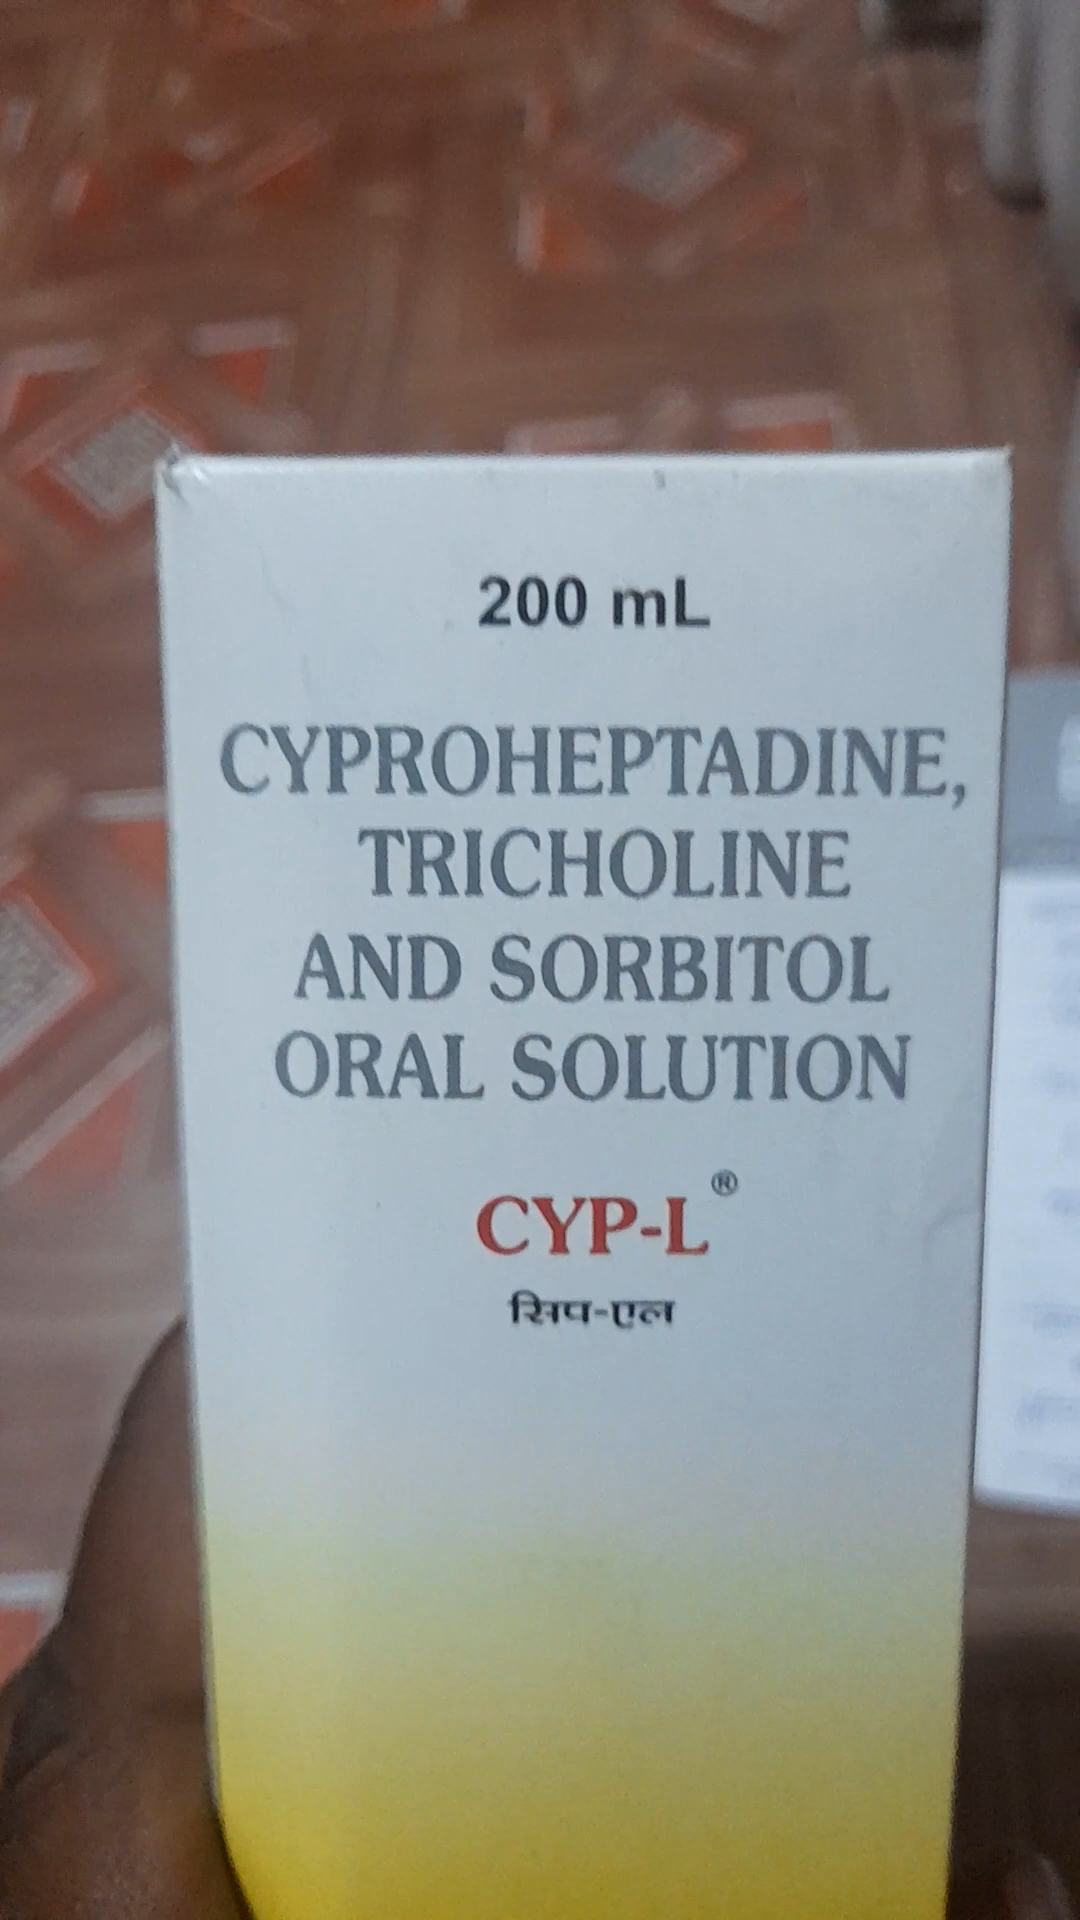 200 mL
CYPROHEPTADINE,
TRICHOLINE
AND SORBITOL
ORAL SOLUTION
CYP-L®
सिप-एल